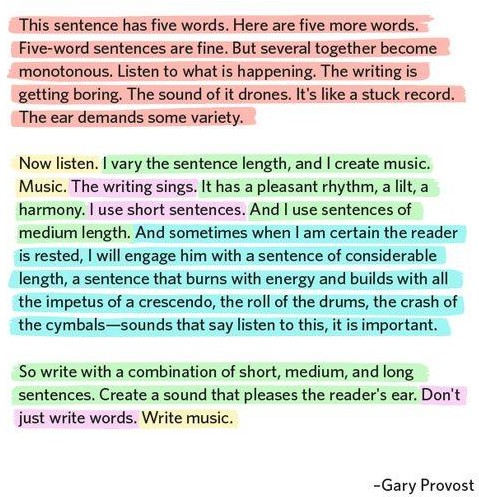 This sentence has five words. Here are five more words.
Five-word sentences are fine. But several together become
monotonous. Listen to what is happening. The writing is
getting boring. The sound of it drones. It's like a stuck record.
The ear demands some variety.
Now listen. I vary the sentence length, and I create music.
Music. The writing sings. It has a pleasant rhythm, a lilt, a
harmony. I use short sentences. And I use sentences of
medium length. And sometimes when I am certain the reader
is rested, I will engage him with a sentence of considerable
length, a sentence that burns with energy and builds with all
the impetus of a crescendo, the roll of the drums, the crash of
the cymbals—sounds that say listen to this, it is important.
So write with a combination of short, medium, and long
sentences. Create a sound that pleases the reader's ear. Don't
just write words. Write music.
–Gary Provost